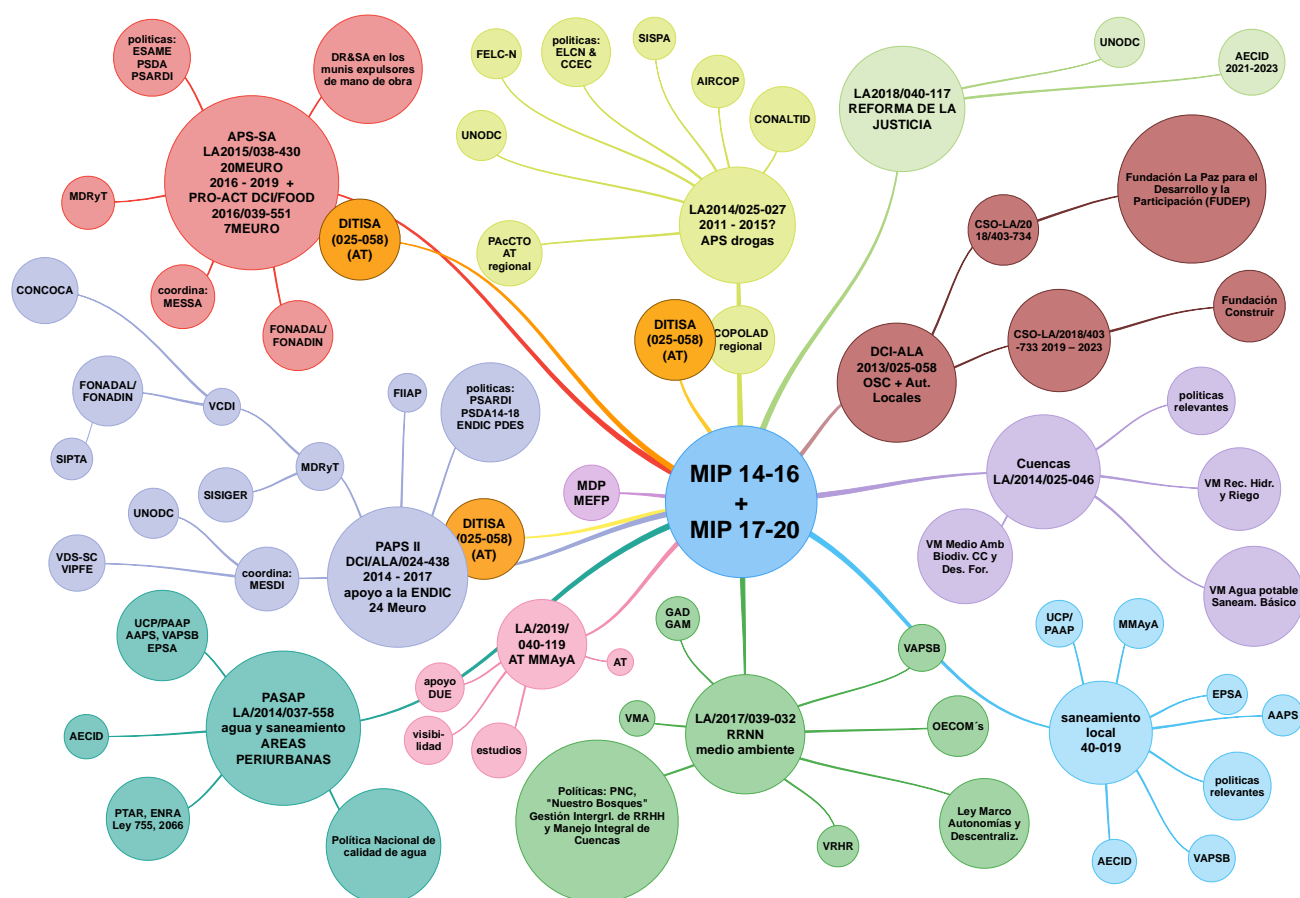 politicas:
ESAME
PSDA
PSARDI
DR&SA en los
munis expulsores
de mano de obra
APS-SA
LA2015/038-430
20MEURO
2016 - 2019 +
PRO-ACT DCI/FOOD
2016/039-551
7MEURO
MDRyT
DITISA
(025-058)
(AT)
coordina:
MESSA
FONADAL/
FONADIN
FELC-N
politicas:
ELCN &
CCEC
SISPA
AIRCOP
CONALTID
UNODC
LA2014/025-027
2011 - 2015?
APS drogas
PAcCTO
AT
regional
DITISA
(025-058)
(AT)
COPOLAD
regional
UNODC
AECID
2021-2023
LA2018/040-117
REFORMA DE LA
JUSTICIA
Fundación La Paz para el
Desarrollo y la
Participación (FUDEP)
CSO-LA/20
18/403-734
CSO-LA/2018/403
-733 2019 – 2023
Fundación
Construir
DCI-ALA
2013/025-058
OSC + Aut.
Locales
CONCOCA
FONADAL/
FONADIN
VCDI
SIPTA
MDRyT
SISIGER
UNODC
VDS-SC
VIPFE
coordina:
MESDI
FIIAP
politicas:
PSARDI
PSDA14-18
ENDIC PDES
PAPS II
DCI/ALA/024-438
2014 - 2017
apoyo a la ENDIC
24 Meuro
DITISA
(025-058)
(AT)
MDP
MEFP
MIP 14-16
+
MIP 17-20
politicas
relevantes
Cuencas
LA/2014/025-046
VM Rec. Hidr.
y Riego
VM Medio Amb
Biodiv. CC y
Des. For.
VM Agua potable
Saneam. Básico
UCP/PAAP
AAPS, VAPSB
EPSA
PASAP
LA/2014/037-558
agua y saneamiento
AREAS
PERIURBANAS
AECID
PTAR, ENRA
Ley 755, 2066
Política Nacional de
calidad de agua
LA/2019/
040-119
AT MMAyA
AT
apoyo
DUE
visibi-
lidad
estudios
GAD
GAM
VAPSB
VMA
LA/2017/039-032
RRNN
medio ambiente
OECOM´s
Políticas: PNC,
"Nuestro Bosques"
Gestión Intergrl. de RRHH
y Manejo Integral de
Cuencas
VRHR
Ley Marco
Autonomías y
Descentraliz.
UCP/
PAAP
MMAyA
saneamiento
local
40-019
EPSA
AAPS
politicas
relevantes
AECID
VAPSB